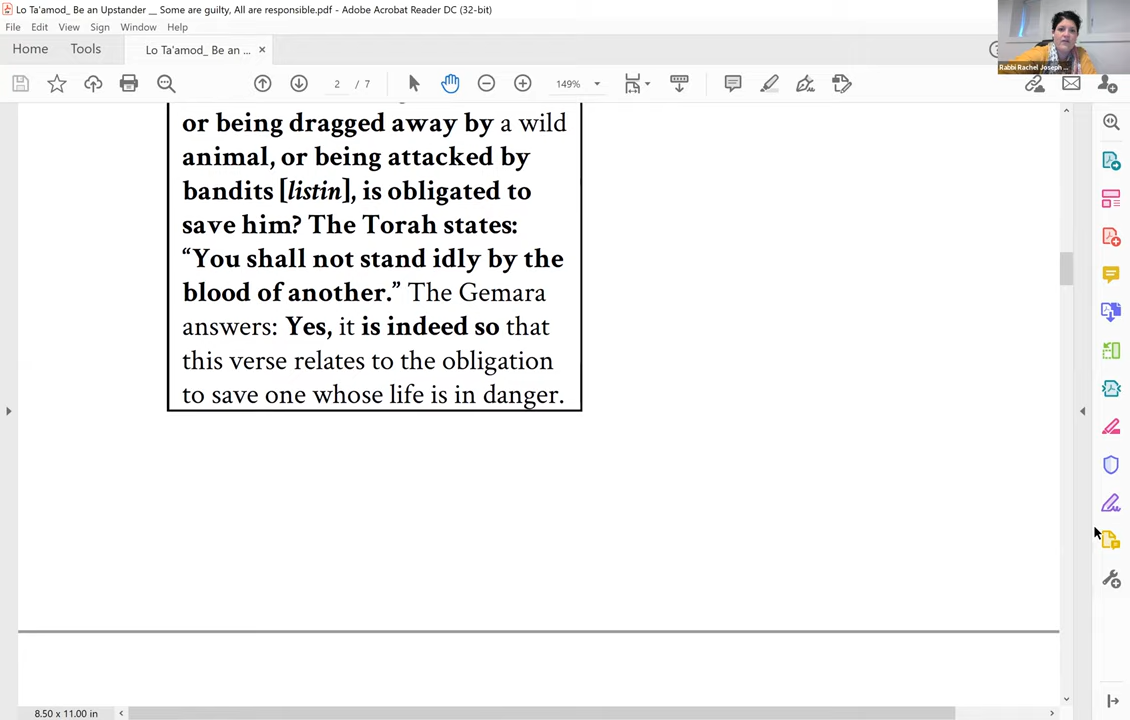 Lo Ta'amod_ Be an Upstander __ Some are guilty, All are responsible.pdf - Adobe Acrobat Reader DC (32-bit)
File Edit View Sign Window Help
Home Tools Lo Ta'amod_ Be an ... ×
2 / 7 149%
Rabbi Rachel Joseph
or being dragged away by a wild
animal, or being attacked by
bandits [listin], is obligated to
save him? The Torah states:
“You shall not stand idly by the
blood of another.” The Gemara
answers: Yes, it is indeed so that
this verse relates to the obligation
to save one whose life is in danger.
8.50 x 11.00 in